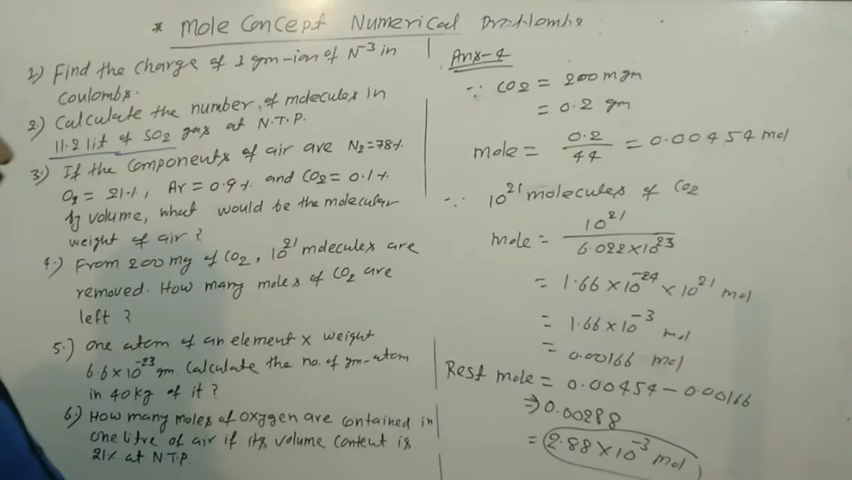 * Mole Concept Numerical Problems
1.) Find the charge of 1 gm-ion of N⁻³ in
Coulombs.
2.) Calculate the number of molecules in
11.2 lit of SO2 gas at N.T.P.
3.) If the components of air are N2=78%.
O2 = 21%, Ar = 0.9% and CO2 = 0.1%
by volume, what would be the molecular
weight of air?
4.) From 200 mg of CO2, 10²¹ molecules are
removed. How many moles of CO2 are
left ?
5.) One atom of an element x weight
6.6×10⁻²³ gm. Calculate the no. of gm-atom
in 40 kg of it ?
6.) How many moles of oxygen are contained in
one litre of air if its volume content is
21% at N.T.P.
Ans-4
∵ CO2 = 200 mgm
= 0.2 gm
mole = 0.2/44 = 0.00454 mol
∵ 10²¹ molecules of CO2
mole = 10²¹/6.022×10²³
= 1.66×10⁻²⁴ × 10²¹ mol
= 1.66×10⁻³ mol
= 0.00166 mol
Rest mole = 0.00454 - 0.00166
⇒ 0.00288
= 2.88×10⁻³ mol